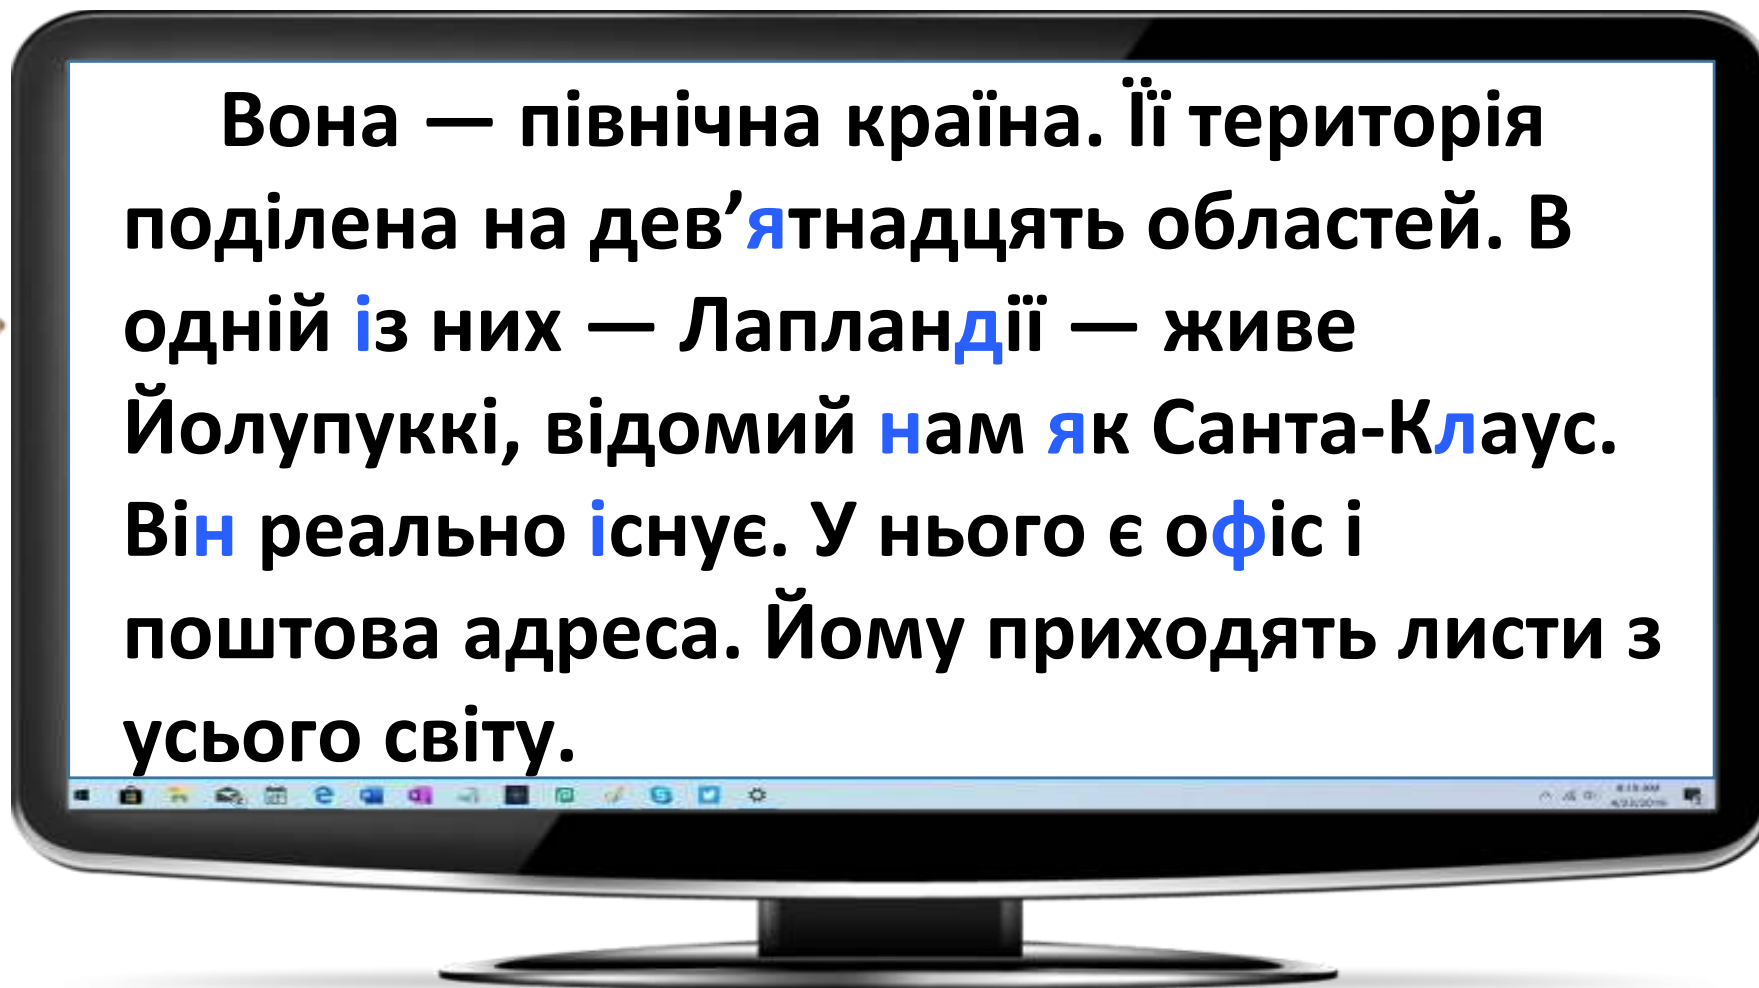 Вона — північна країна. Її територія
поділена на дев’ятнадцять областей. В
одній із них — Лапландії — живе
Йолупуккі, відомий нам як Санта-Клаус.
Він реально існує. У нього є офіс і
поштова адреса. Йому приходять листи з
усього світу.